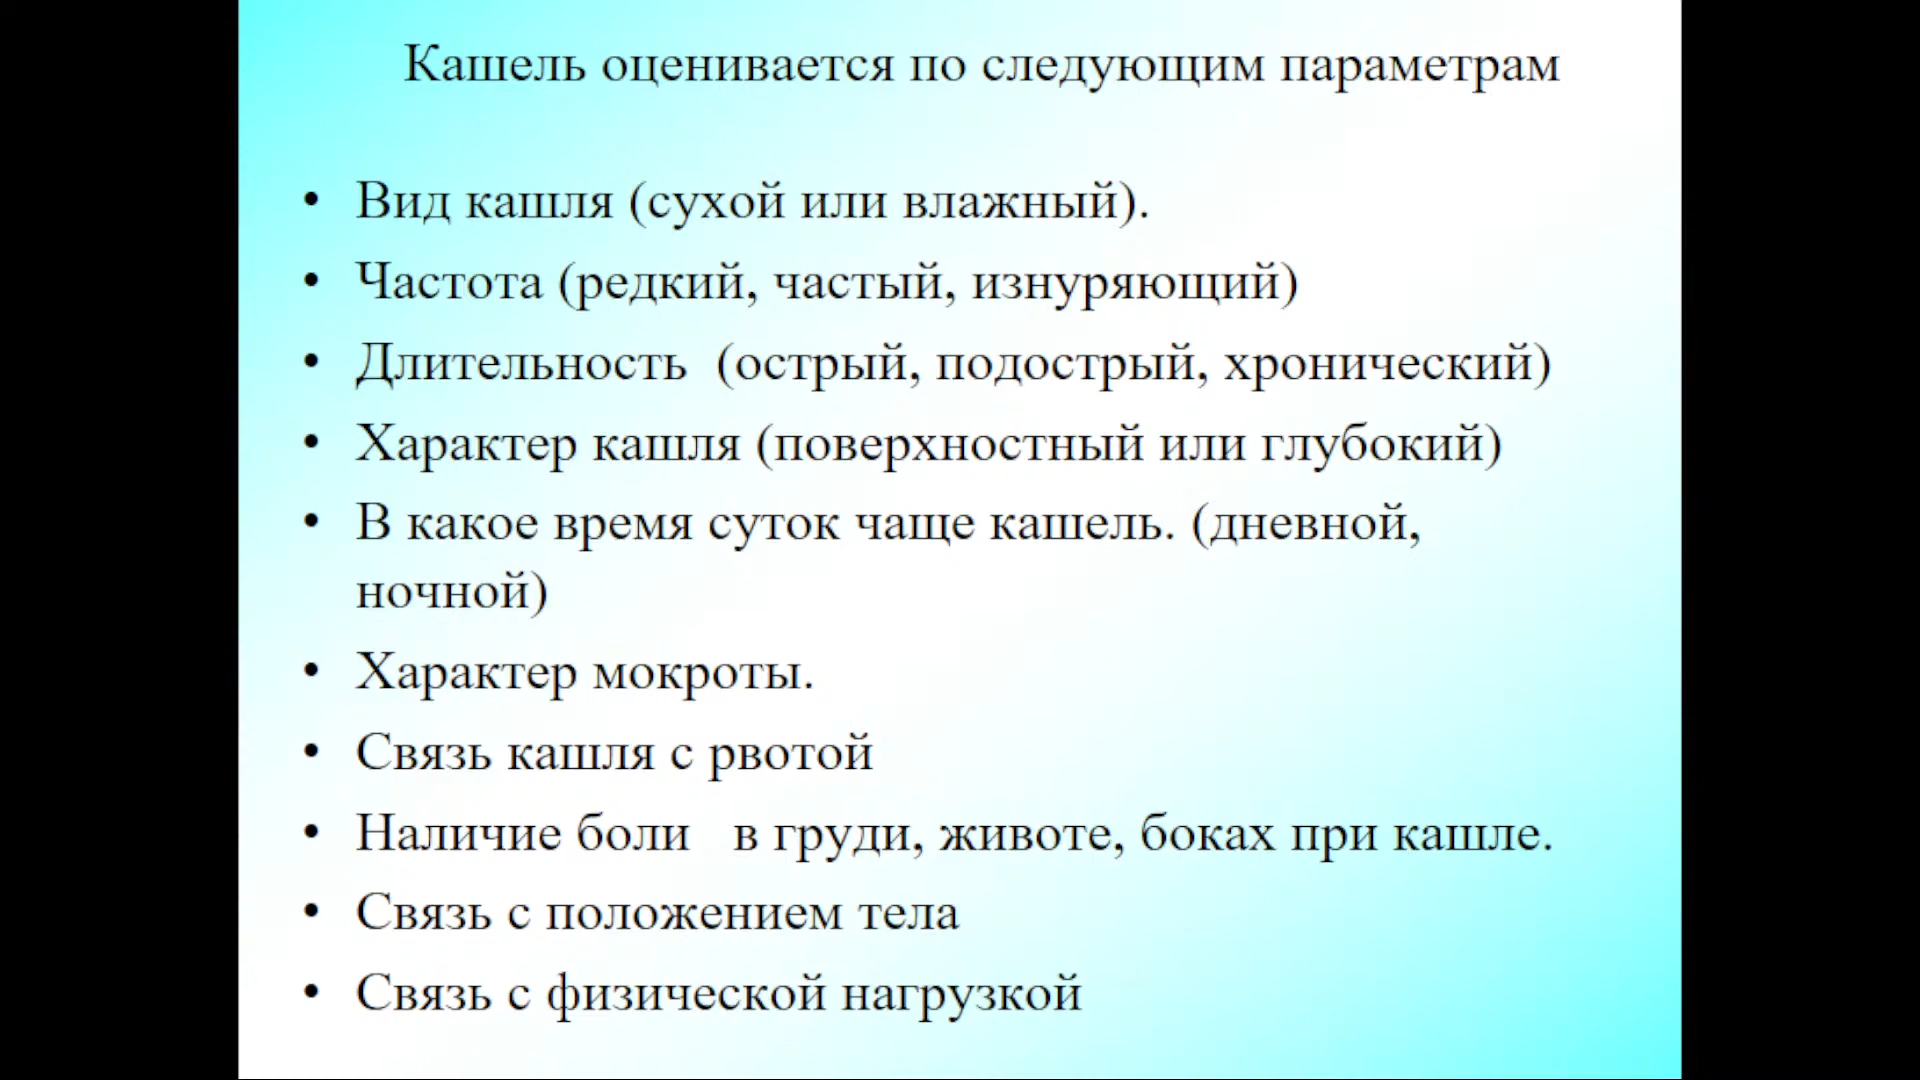 Кашель оценивается по следующим параметрам
• Вид кашля (сухой или влажный).
• Частота (редкий, частый, изнуряющий)
• Длительность (острый, подострый, хронический)
• Характер кашля (поверхностный или глубокий)
• В какое время суток чаще кашель. (дневной,
ночной)
• Характер мокроты.
• Связь кашля с рвотой
• Наличие боли в груди, животе, боках при кашле.
• Связь с положением тела
• Связь с физической нагрузкой